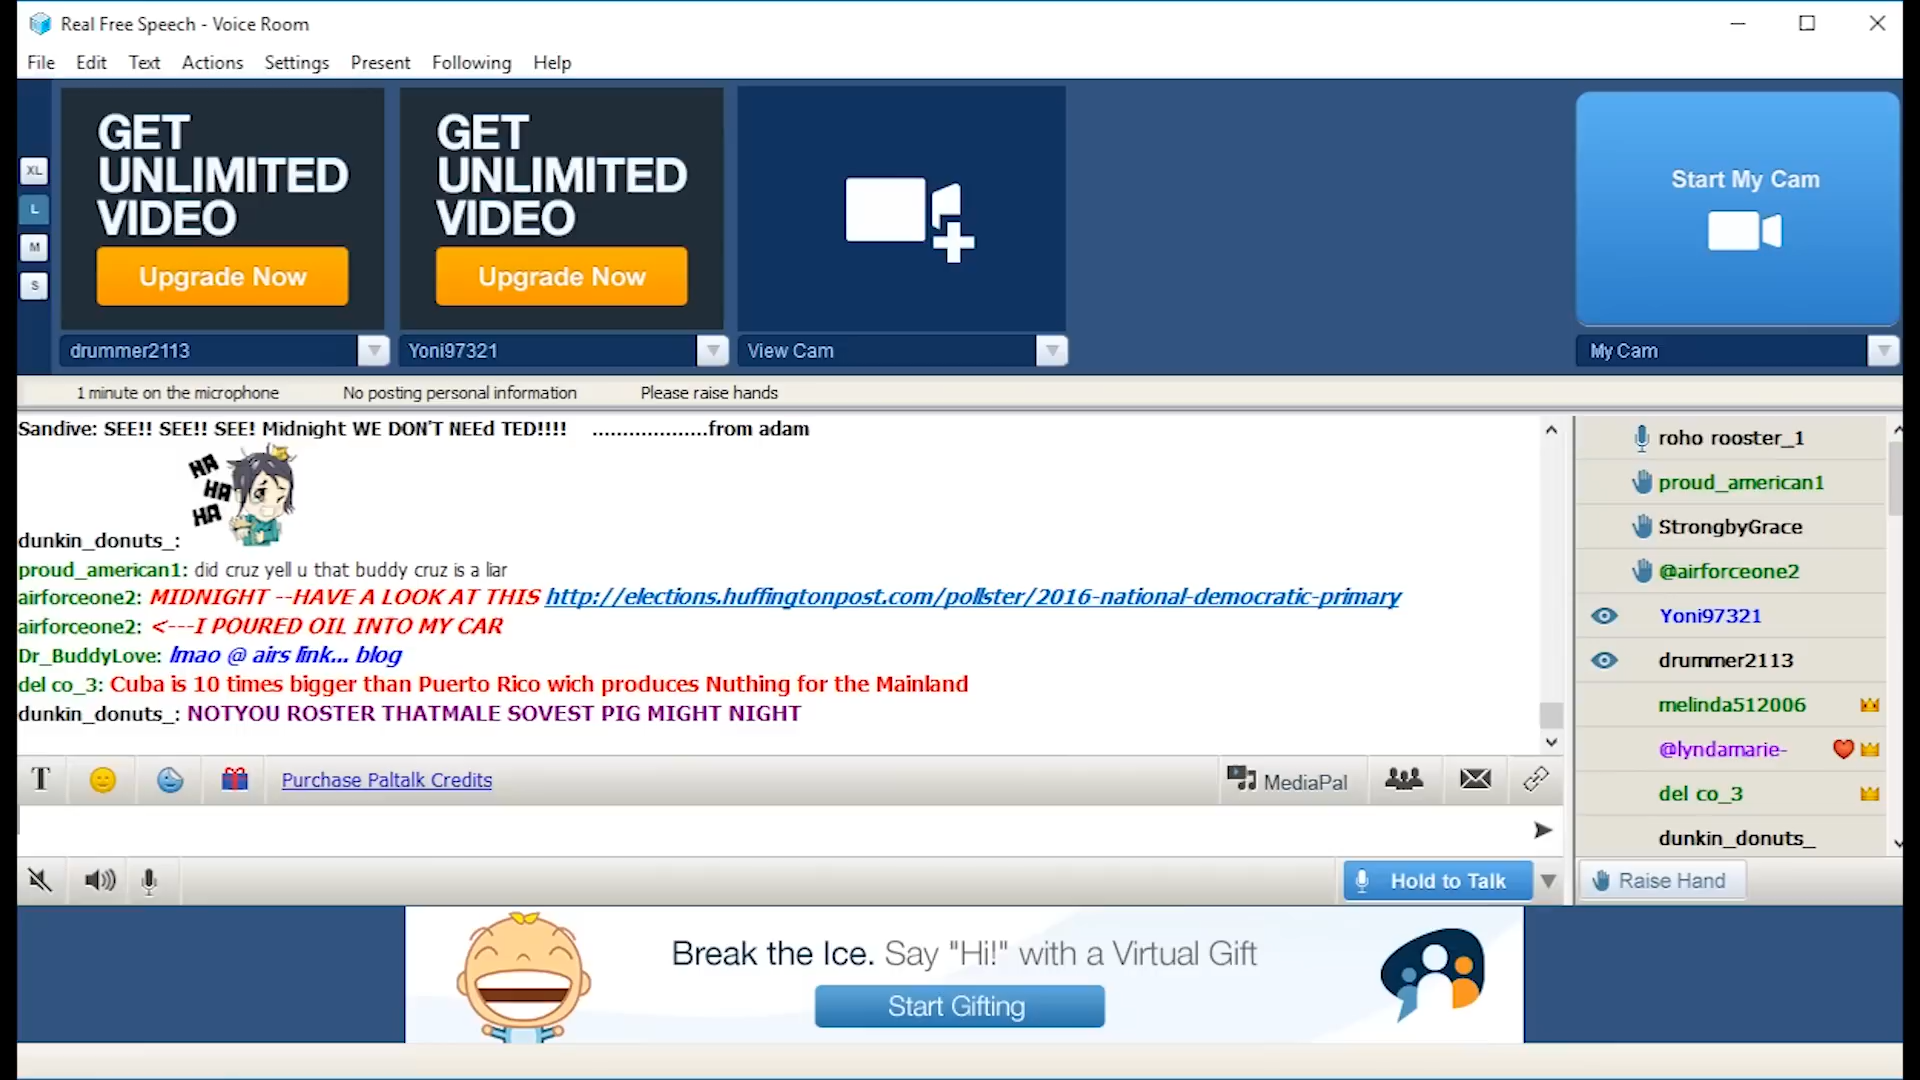 Real Free Speech - Voice Room
File Edit Text Actions Settings Present Following Help
XL
L
M
S
GET
UNLIMITED
VIDEO
Upgrade Now
drummer2113
GET
UNLIMITED
VIDEO
Upgrade Now
Yoni97321
View Cam
Start My Cam
My Cam
1 minute on the microphone No posting personal information Please raise hands
Sandive: SEE!! SEE!! SEE! Midnight WE DON'T NEEd TED!!!! ...................from adam
HA
HA
HA
dunkin_donuts_:
proud_american1: did cruz yell u that buddy cruz is a liar
airforceone2: MIDNIGHT --HAVE A LOOK AT THIS http://elections.huffingtonpost.com/pollster/2016-national-democratic-primary
airforceone2: <---I POURED OIL INTO MY CAR
Dr_BuddyLove: lmao @ airs link... blog
del co_3: Cuba is 10 times bigger than Puerto Rico wich produces Nuthing for the Mainland
dunkin_donuts_: NOTYOU ROSTER THATMALE SOVEST PIG MIGHT NIGHT
roho rooster_1
proud_american1
StrongbyGrace
@airforceone2
Yoni97321
drummer2113
melinda512006
@lyndamarie-
del co_3
dunkin_donuts_
T Purchase Paltalk Credits MediaPal
Hold to Talk
Raise Hand
Break the Ice. Say "Hi!" with a Virtual Gift
Start Gifting